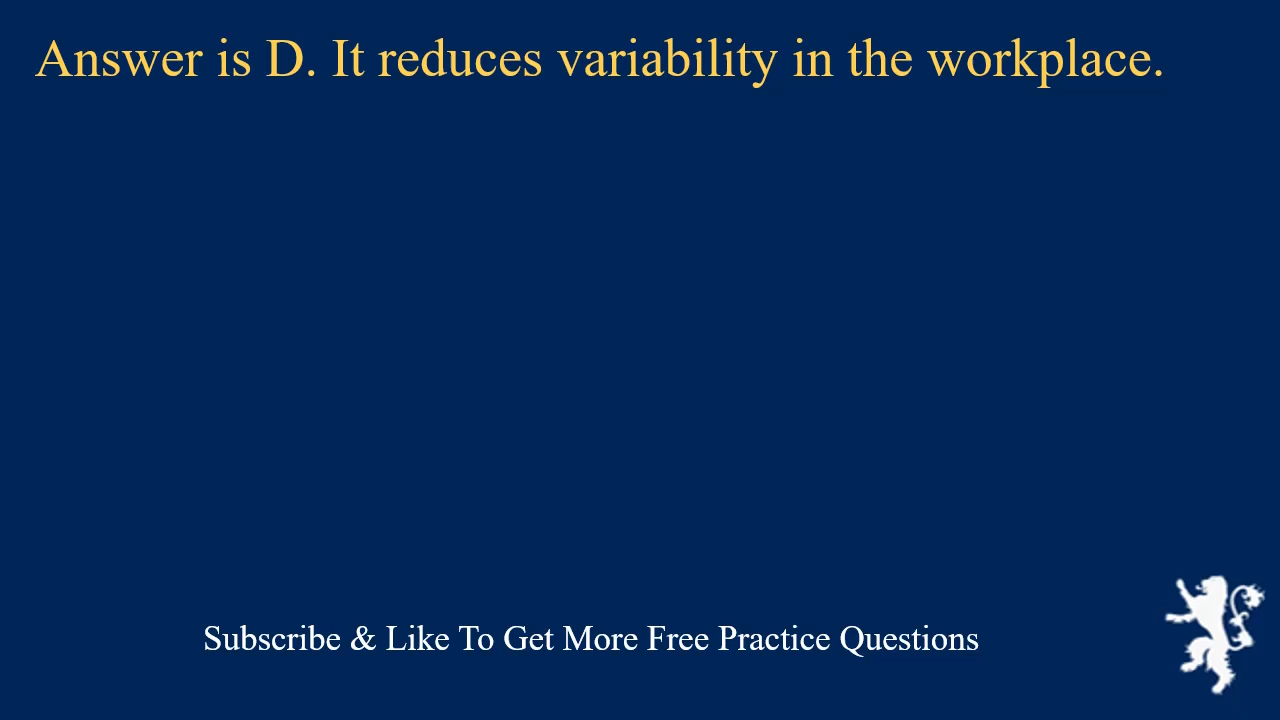 Answer is D. It reduces variability in the workplace.
Subscribe & Like To Get More Free Practice Questions